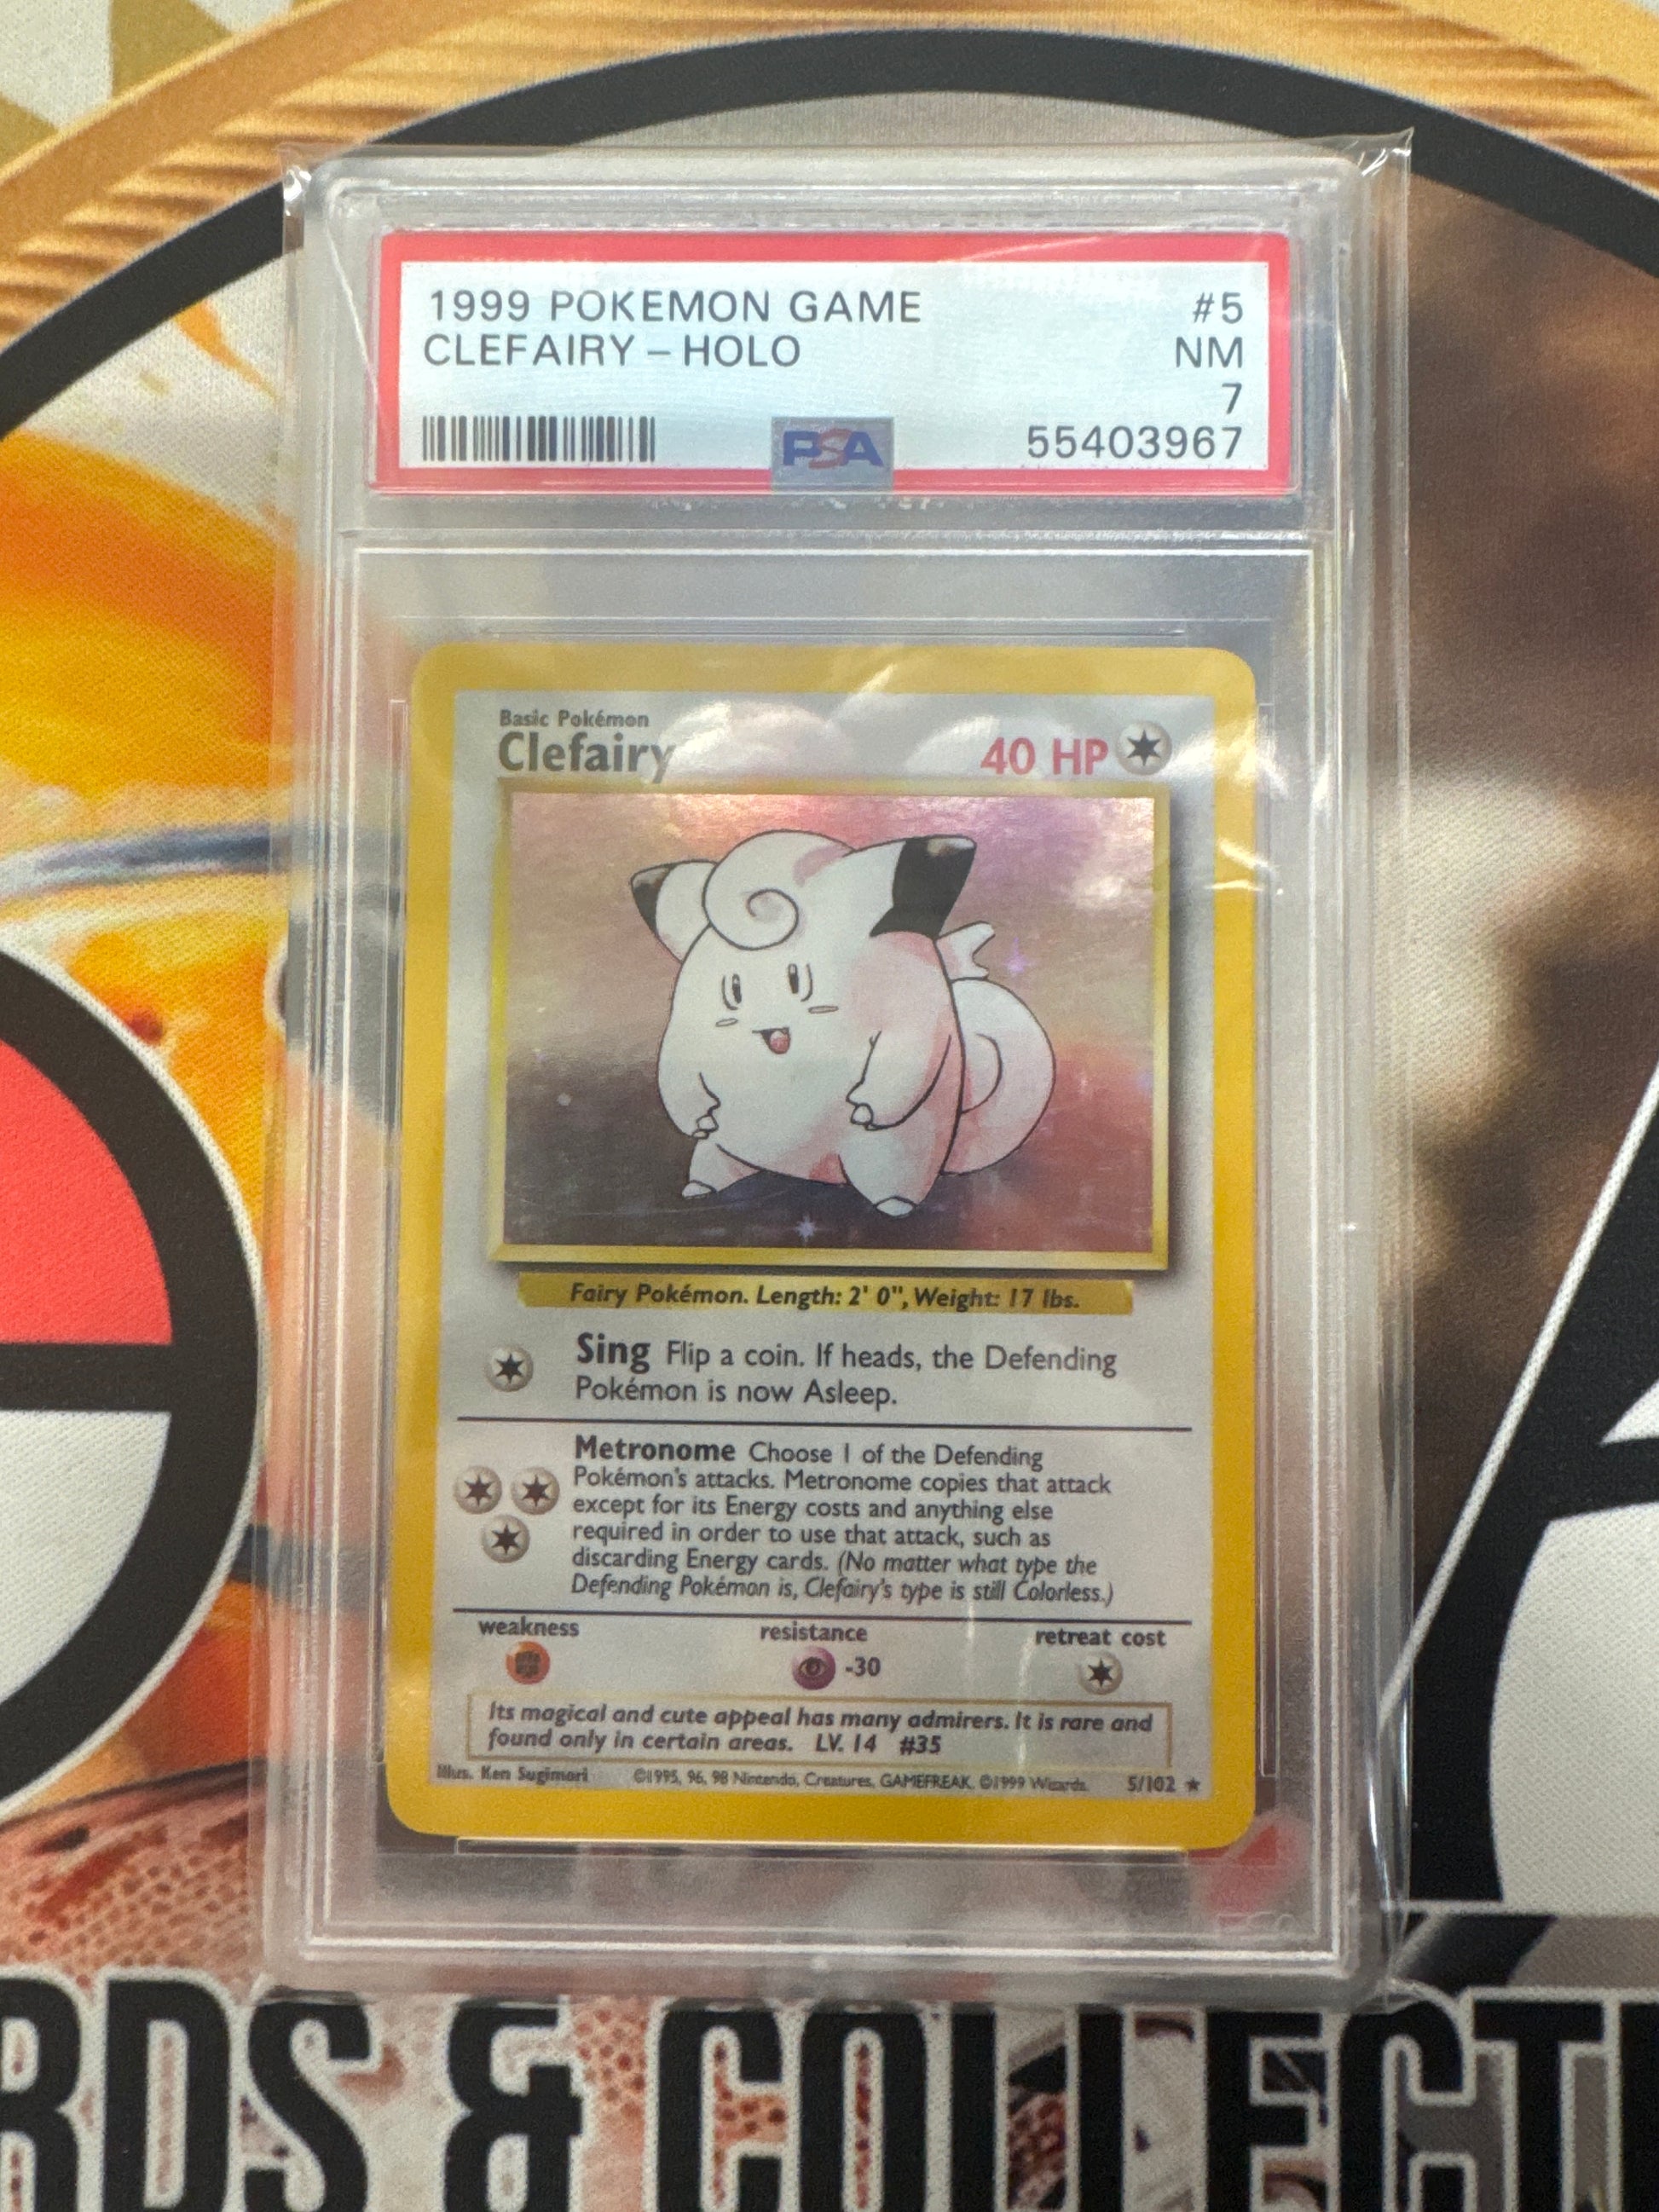 1999 POKEMON GAME #5
CLEFAIRY – HOLO NM
7
PSA 55403967
Basic Pokémon
Clefairy 40 HP
Fairy Pokémon. Length: 2' 0", Weight: 17 lbs.
Sing Flip a coin. If heads, the Defending
Pokémon is now Asleep.
Metronome Choose 1 of the Defending
Pokémon's attacks. Metronome copies that attack
except for its Energy costs and anything else
required in order to use that attack, such as
discarding Energy cards. (No matter what type the
Defending Pokémon is, Clefairy's type is still Colorless.)
weakness resistance retreat cost
-30
Its magical and cute appeal has many admirers. It is rare and
found only in certain areas. LV. 14 #35
Illus. Ken Sugimori ©1995, 96, 98 Nintendo, Creatures, GAMEFREAK. ©1999 Wizards. 5/102 ★
RDS & COLLECTI